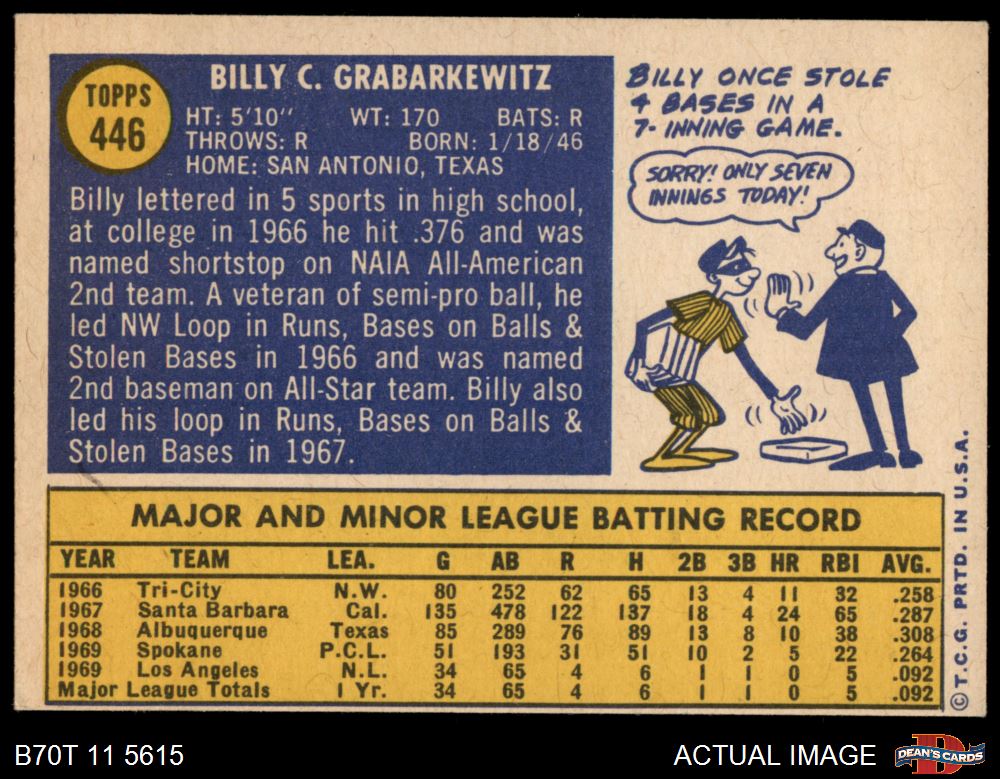 TOPPS
446
BILLY C. GRABARKEWITZ
HT: 5'10" WT: 170 BATS: R
THROWS: R BORN: 1/18/46
HOME: SAN ANTONIO, TEXAS
Billy lettered in 5 sports in high school,
at college in 1966 he hit .376 and was
named shortstop on NAIA All-American
2nd team. A veteran of semi-pro ball, he
led NW Loop in Runs, Bases on Balls &
Stolen Bases in 1966 and was named
2nd baseman on All-Star team. Billy also
led his loop in Runs, Bases on Balls &
Stolen Bases in 1967.
BILLY ONCE STOLE
4 BASES IN A
7-INNING GAME.
SORRY! ONLY SEVEN
INNINGS TODAY!
MAJOR AND MINOR LEAGUE BATTING RECORD
YEAR TEAM LEA. G AB R H 2B 3B HR RBI AVG.
1966 Tri-City N.W. 80 252 62 65 13 4 11 32 .258
1967 Santa Barbara Cal. 135 478 122 137 18 4 24 65 .287
1968 Albuquerque Texas 85 289 76 89 13 8 10 38 .308
1969 Spokane P.C.L. 51 193 31 51 10 2 5 22 .264
1969 Los Angeles N.L. 34 65 4 6 1 1 0 5 .092
Major League Totals 1 Yr. 34 65 4 6 1 1 0 5 .092
© T.C.G. PRTD. IN U.S.A.
B70T 11 5615
ACTUAL IMAGE
DEAN'S CARDS